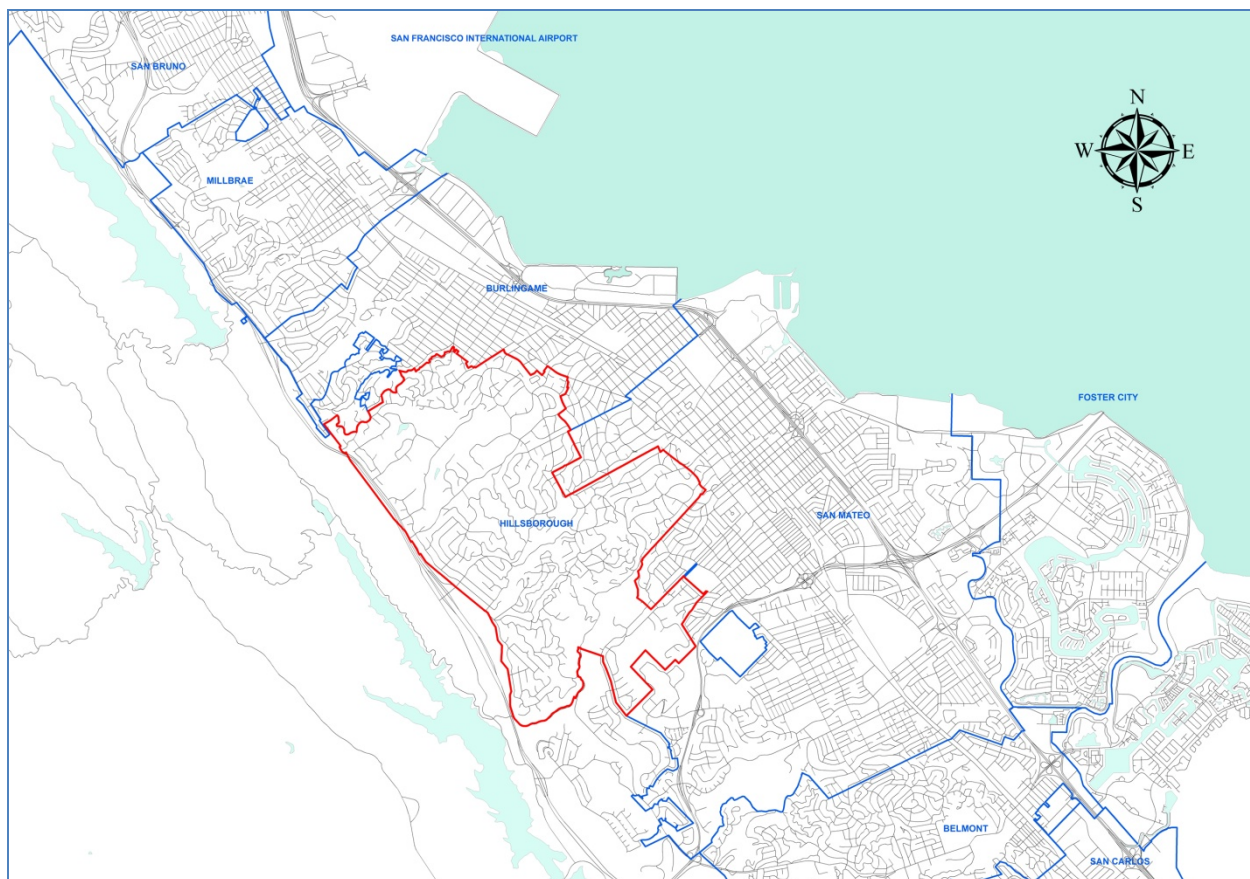 SAN FRANCISCO INTERNATIONAL AIRPORT
SAN BRUNO
N
W E
S
MILLBRAE
BURLINGAME
FOSTER CITY
HILLSBOROUGH
SAN MATEO
BELMONT
SAN CARLOS